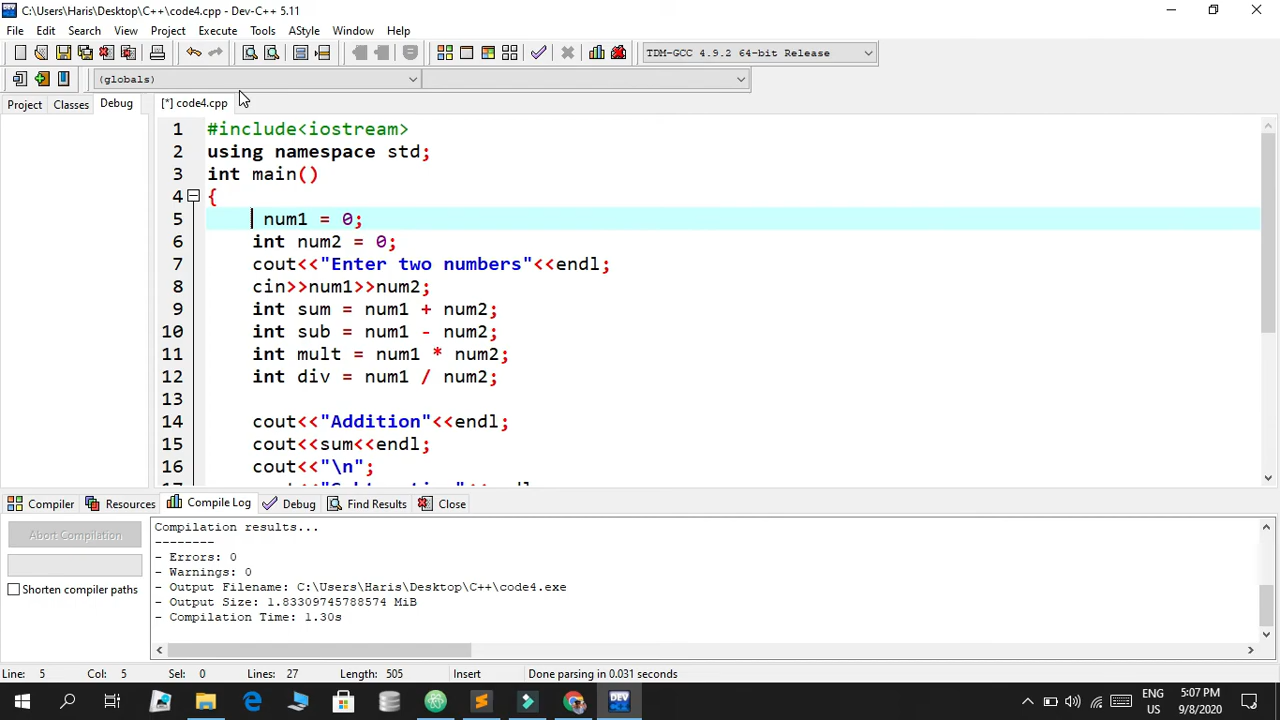 C:\Users\Haris\Desktop\C++\code4.cpp - Dev-C++ 5.11
File Edit Search View Project Execute Tools AStyle Window Help
TDM-GCC 4.9.2 64-bit Release
(globals)
Project Classes Debug [*] code4.cpp
1 #include<iostream>
2 using namespace std;
3 int main()
4 {
5 num1 = 0;
6 int num2 = 0;
7 cout<<"Enter two numbers"<<endl;
8 cin>>num1>>num2;
9 int sum = num1 + num2;
10 int sub = num1 - num2;
11 int mult = num1 * num2;
12 int div = num1 / num2;
13
14 cout<<"Addition"<<endl;
15 cout<<sum<<endl;
16 cout<<"\n";
Compiler Resources Compile Log Debug Find Results Close
Abort Compilation
Shorten compiler paths
Compilation results...
--------
- Errors: 0
- Warnings: 0
- Output Filename: C:\Users\Haris\Desktop\C++\code4.exe
- Output Size: 1.83309745788574 MiB
- Compilation Time: 1.30s
Line: 5 Col: 5 Sel: 0 Lines: 27 Length: 505 Insert Done parsing in 0.031 seconds
DEV
ENG
US
5:07 PM
9/8/2020